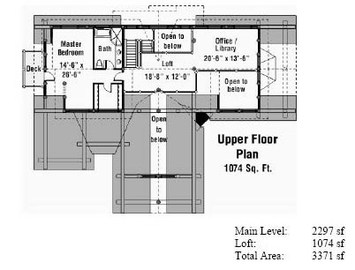 Master
Bedroom
14'-6" x
26'-6"
Bath
Open to
below
Office /
Library
20'-6" x 13'-6"
Deck
Loft
18'-8" x 12'-0"
Open to
below
Open
to
below
Upper Floor
Plan
1074 Sq. Ft.
Main Level: 2297 sf
Loft: 1074 sf
Total Area: 3371 sf